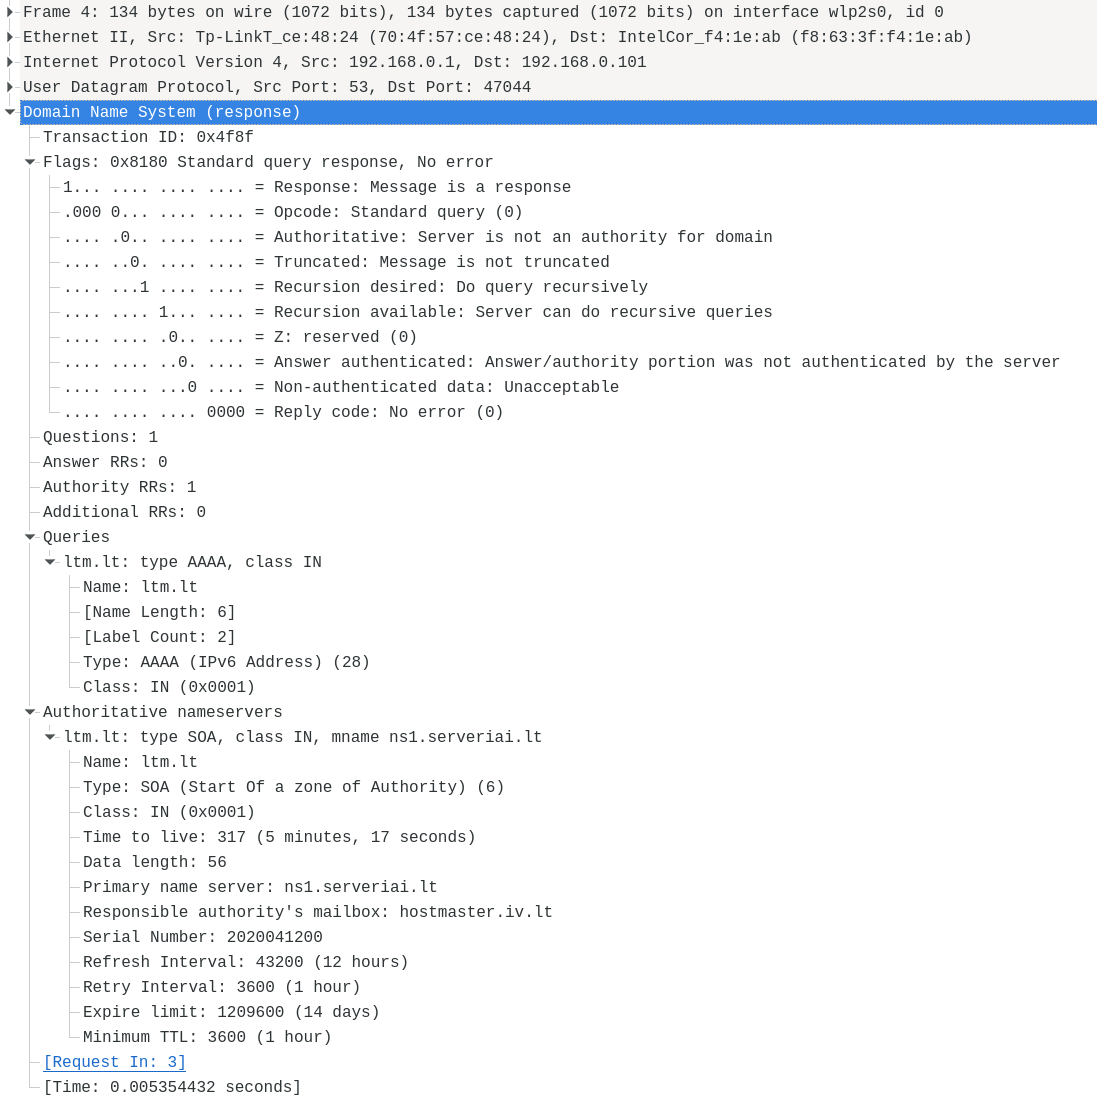 Frame 4: 134 bytes on wire (1072 bits), 134 bytes captured (1072 bits) on interface wlp2s0, id 0
Ethernet II, Src: Tp-LinkT_ce:48:24 (70:4f:57:ce:48:24), Dst: IntelCor_f4:1e:ab (f8:63:3f:f4:1e:ab)
Internet Protocol Version 4, Src: 192.168.0.1, Dst: 192.168.0.101
User Datagram Protocol, Src Port: 53, Dst Port: 47044
Domain Name System (response)
Transaction ID: 0x4f8f
Flags: 0x8180 Standard query response, No error
1... .... .... .... = Response: Message is a response
.000 0... .... .... = Opcode: Standard query (0)
.... .0.. .... .... = Authoritative: Server is not an authority for domain
.... ..0. .... .... = Truncated: Message is not truncated
.... ...1 .... .... = Recursion desired: Do query recursively
.... .... 1... .... = Recursion available: Server can do recursive queries
.... .... .0.. .... = Z: reserved (0)
.... .... ..0. .... = Answer authenticated: Answer/authority portion was not authenticated by the server
.... .... ...0 .... = Non-authenticated data: Unacceptable
.... .... .... 0000 = Reply code: No error (0)
Questions: 1
Answer RRs: 0
Authority RRs: 1
Additional RRs: 0
Queries
ltm.lt: type AAAA, class IN
Name: ltm.lt
[Name Length: 6]
[Label Count: 2]
Type: AAAA (IPv6 Address) (28)
Class: IN (0x0001)
Authoritative nameservers
ltm.lt: type SOA, class IN, mname ns1.serveriai.lt
Name: ltm.lt
Type: SOA (Start Of a zone of Authority) (6)
Class: IN (0x0001)
Time to live: 317 (5 minutes, 17 seconds)
Data length: 56
Primary name server: ns1.serveriai.lt
Responsible authority's mailbox: hostmaster.iv.lt
Serial Number: 2020041200
Refresh Interval: 43200 (12 hours)
Retry Interval: 3600 (1 hour)
Expire limit: 1209600 (14 days)
Minimum TTL: 3600 (1 hour)
[Request In: 3]
[Time: 0.005354432 seconds]